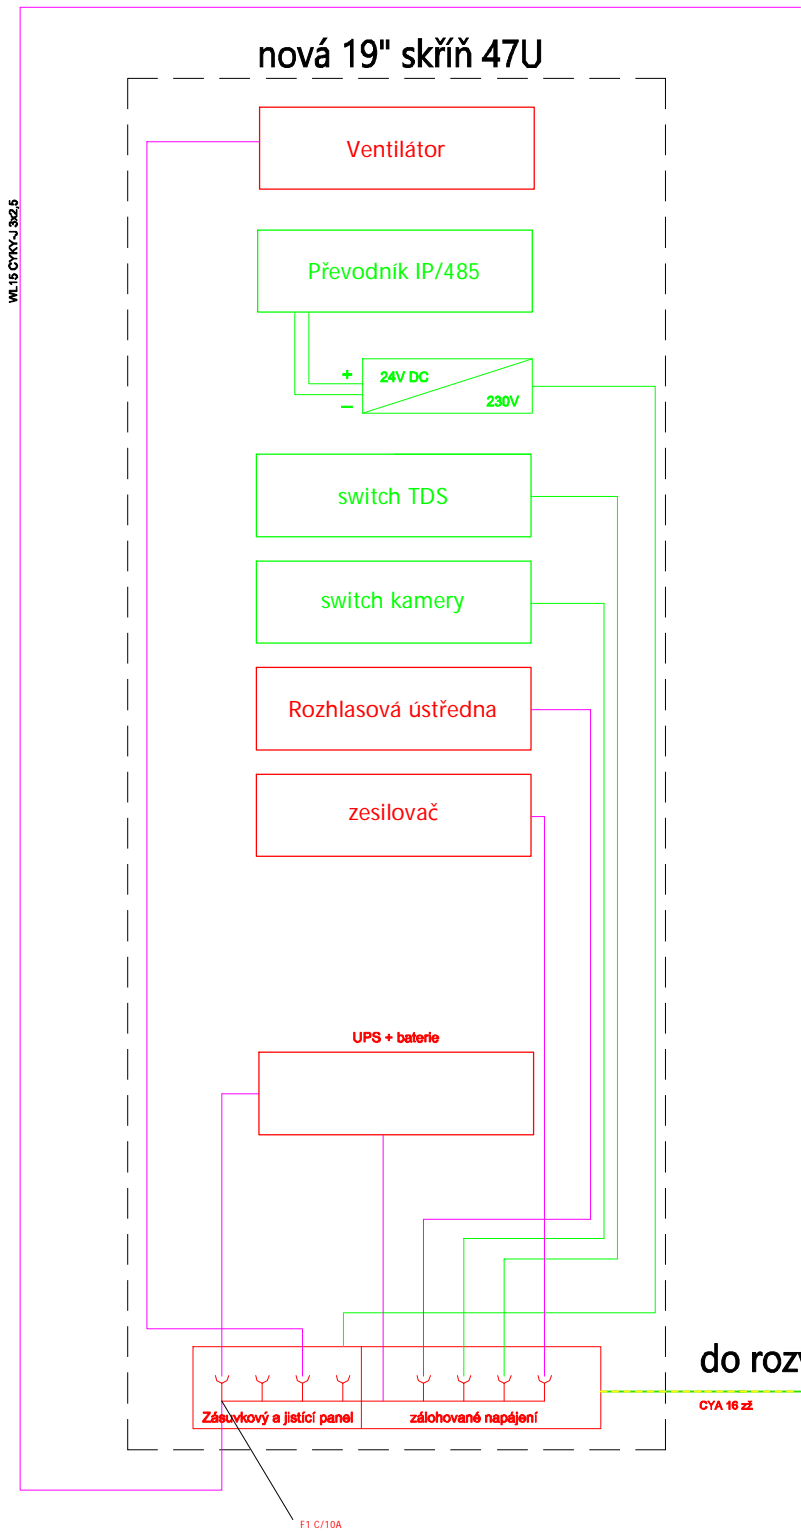 nová 19" skříň 47U
Ventilátor
WL15 CYKY-J 3x2,5
Převodník IP/485
+
24V DC
–
230V
switch TDS
switch kamery
Rozhlasová ústředna
zesilovač
UPS + baterie
do rozv
CYA 16 zž
Zásuvkový a jistící panel
zálohované napájení
F1 C/10A